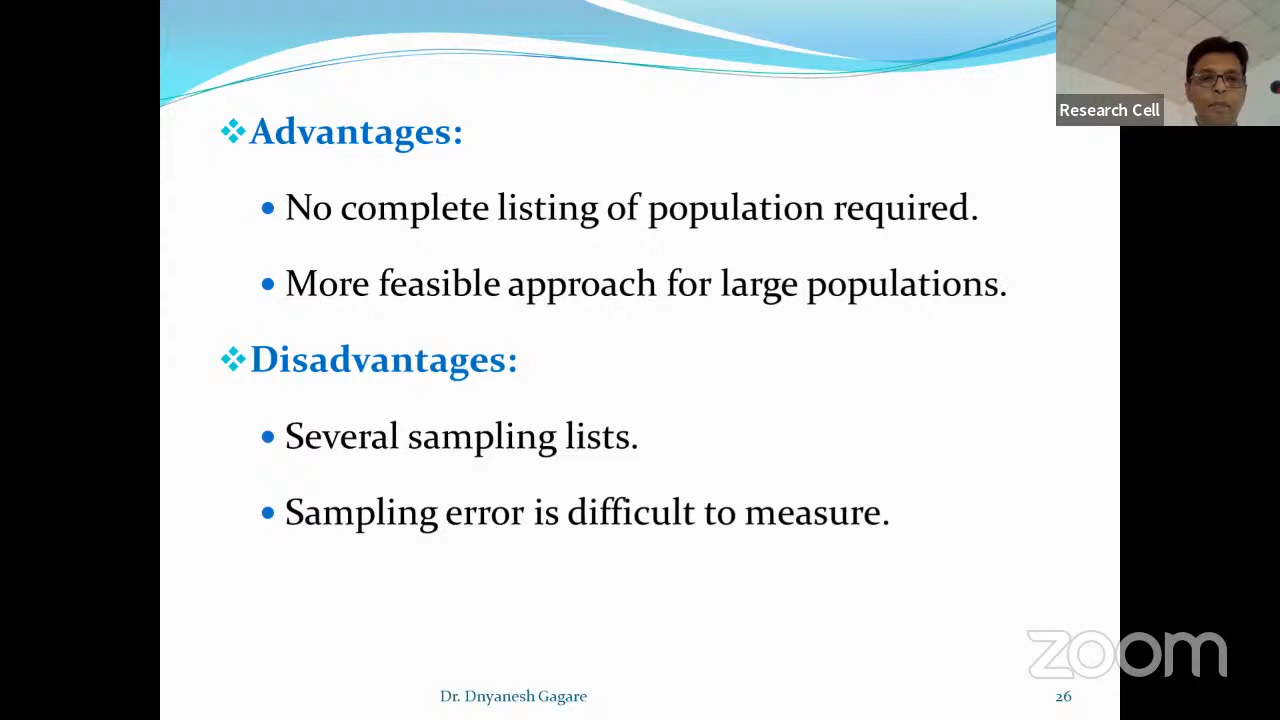 Research Cell
Advantages:
No complete listing of population required.
More feasible approach for large populations.
Disadvantages:
Several sampling lists.
Sampling error is difficult to measure.
zoom
Dr. Dnyanesh Gagare
26